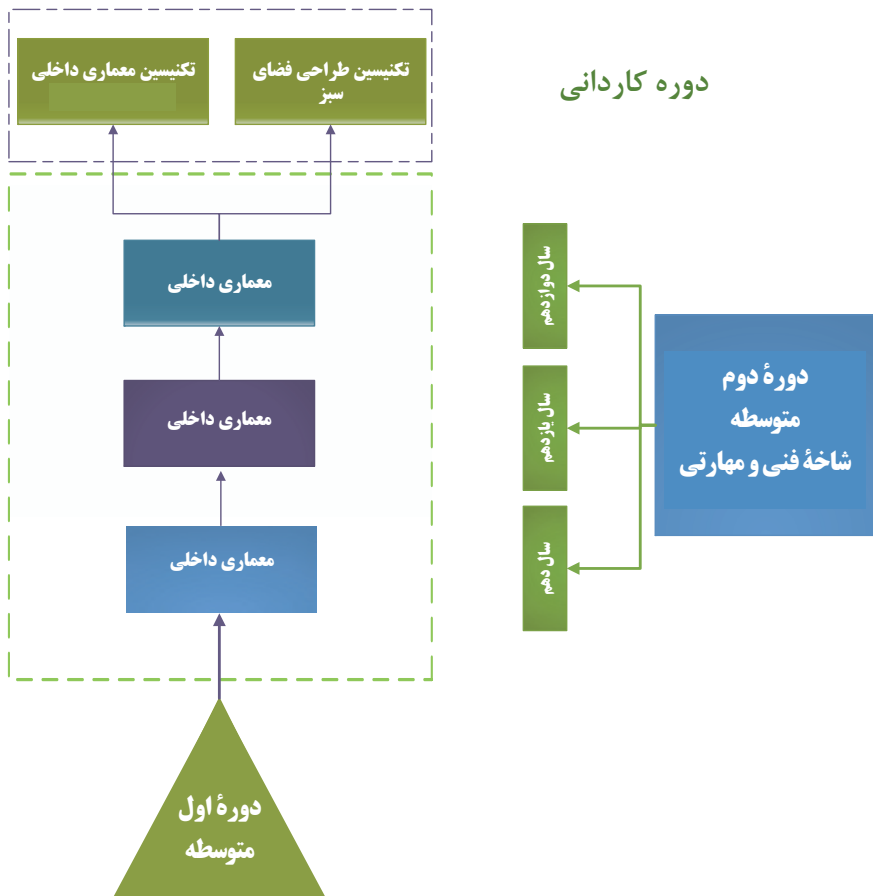 دوره کاردانی
تکنیسین طراحی فضای
سبز
تکنیسین معماری داخلی
معماری داخلی
معماری داخلی
معماری داخلی
سال دوازدهم
سال یازدهم
سال دهم
دورهٔ دوم
متوسطه
شاخهٔ فنی و مهارتی
دورهٔ اول
متوسطه